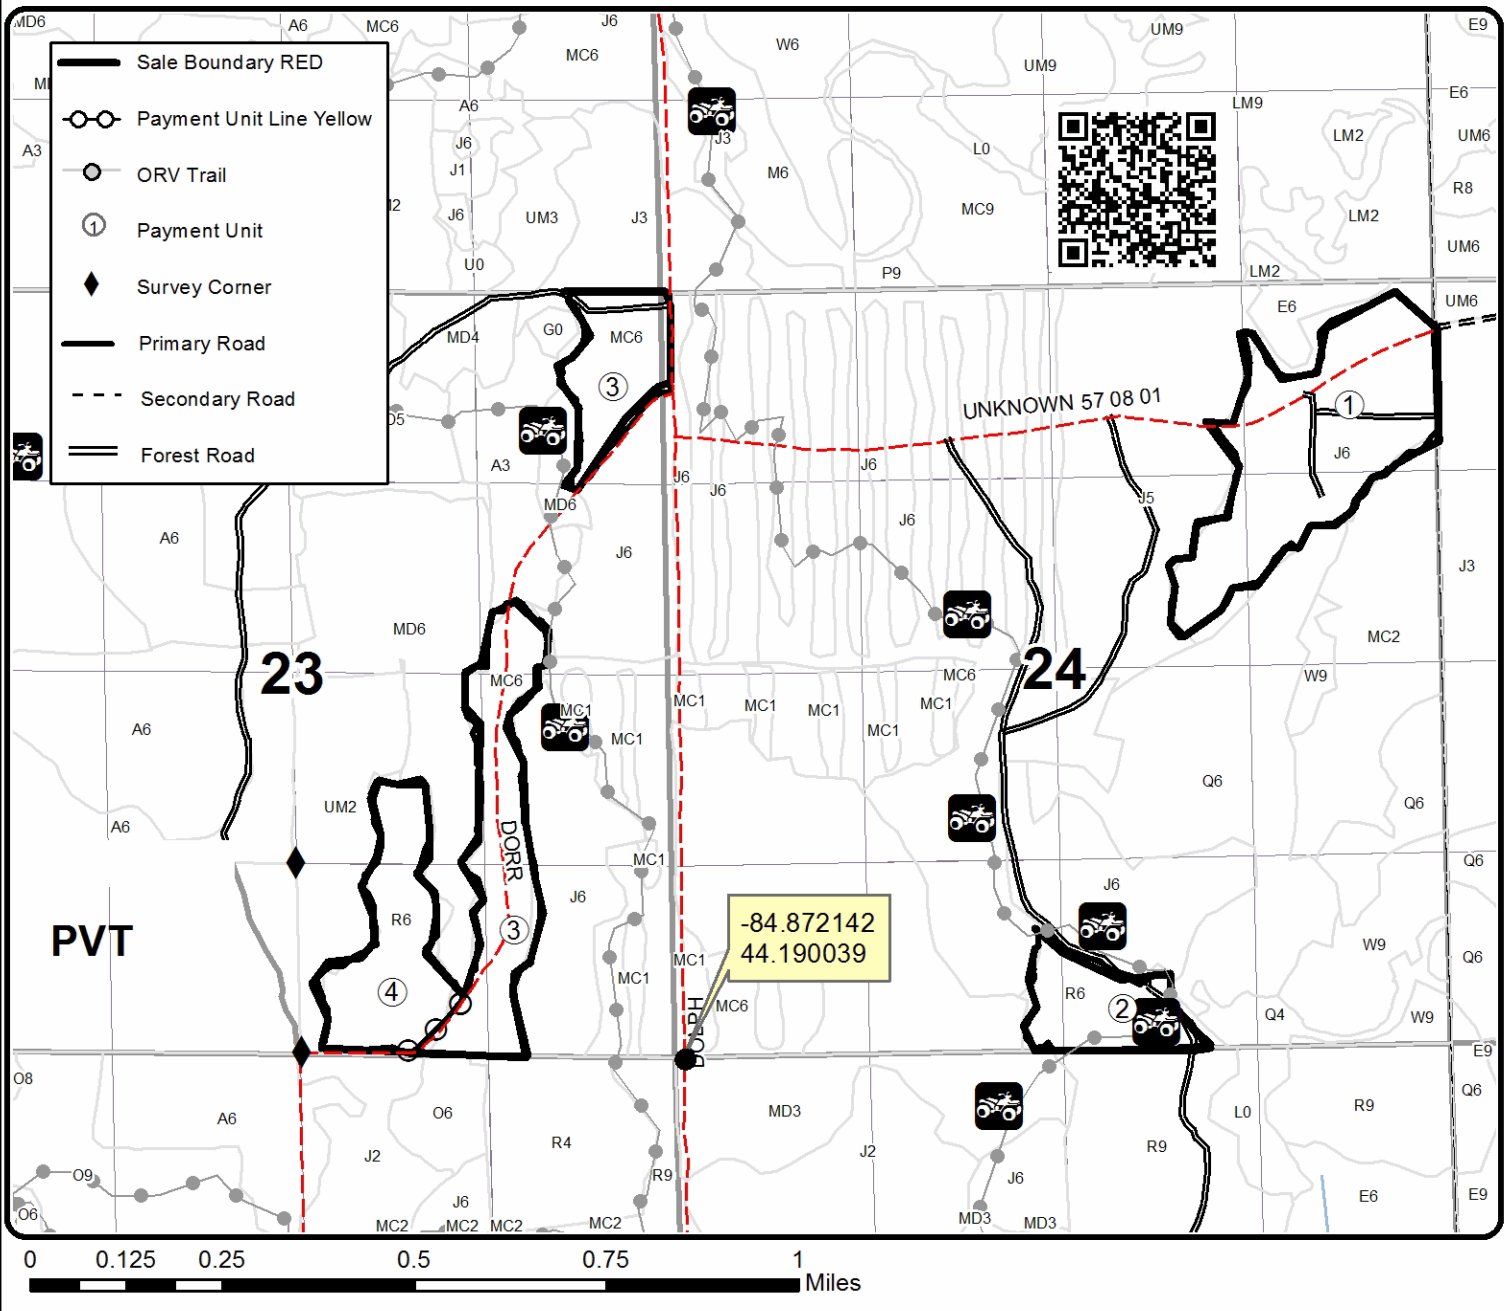 MD6
A6
MC6
J6
MC6
W6
UM9
UM9
E9
Sale Boundary RED
Payment Unit Line Yellow
ORV Trail
1
Payment Unit
Survey Corner
Primary Road
Secondary Road
Forest Road
A3
A6
J6
J1
J6
UM3
J3
U0
J3
M6
L0
MC9
P9
LM9
LM2
LM2
LM2
E6
UM6
R8
UM6
UM6
E6
MD4
G0
MC6
3
A3
MD6
J6
J6
J6
J6
J6
UNKNOWN 57 08 01
J5
1
J6
J3
A6
MD6
23
MC6
MC1
MC1
MC1
MC1
MC1
MC1
MC1
MC6
24
MC2
W9
A6
UM2
A6
DORR
MC1
J6
3
R6
4
PVT
-84.872142
44.190039
MC1
MC1
MC6
DOLPH
Q6
Q6
Q6
J6
W9
Q6
R6
2
Q4
W9
E9
O8
A6
O6
J2
R4
MD3
J2
R9
L0
R9
Q6
O9
O6
J6
R9
J6
MC2
MC2
MC2
MC2
MD3
MD3
E6
E9
0
0.125
0.25
0.5
0.75
1
Miles